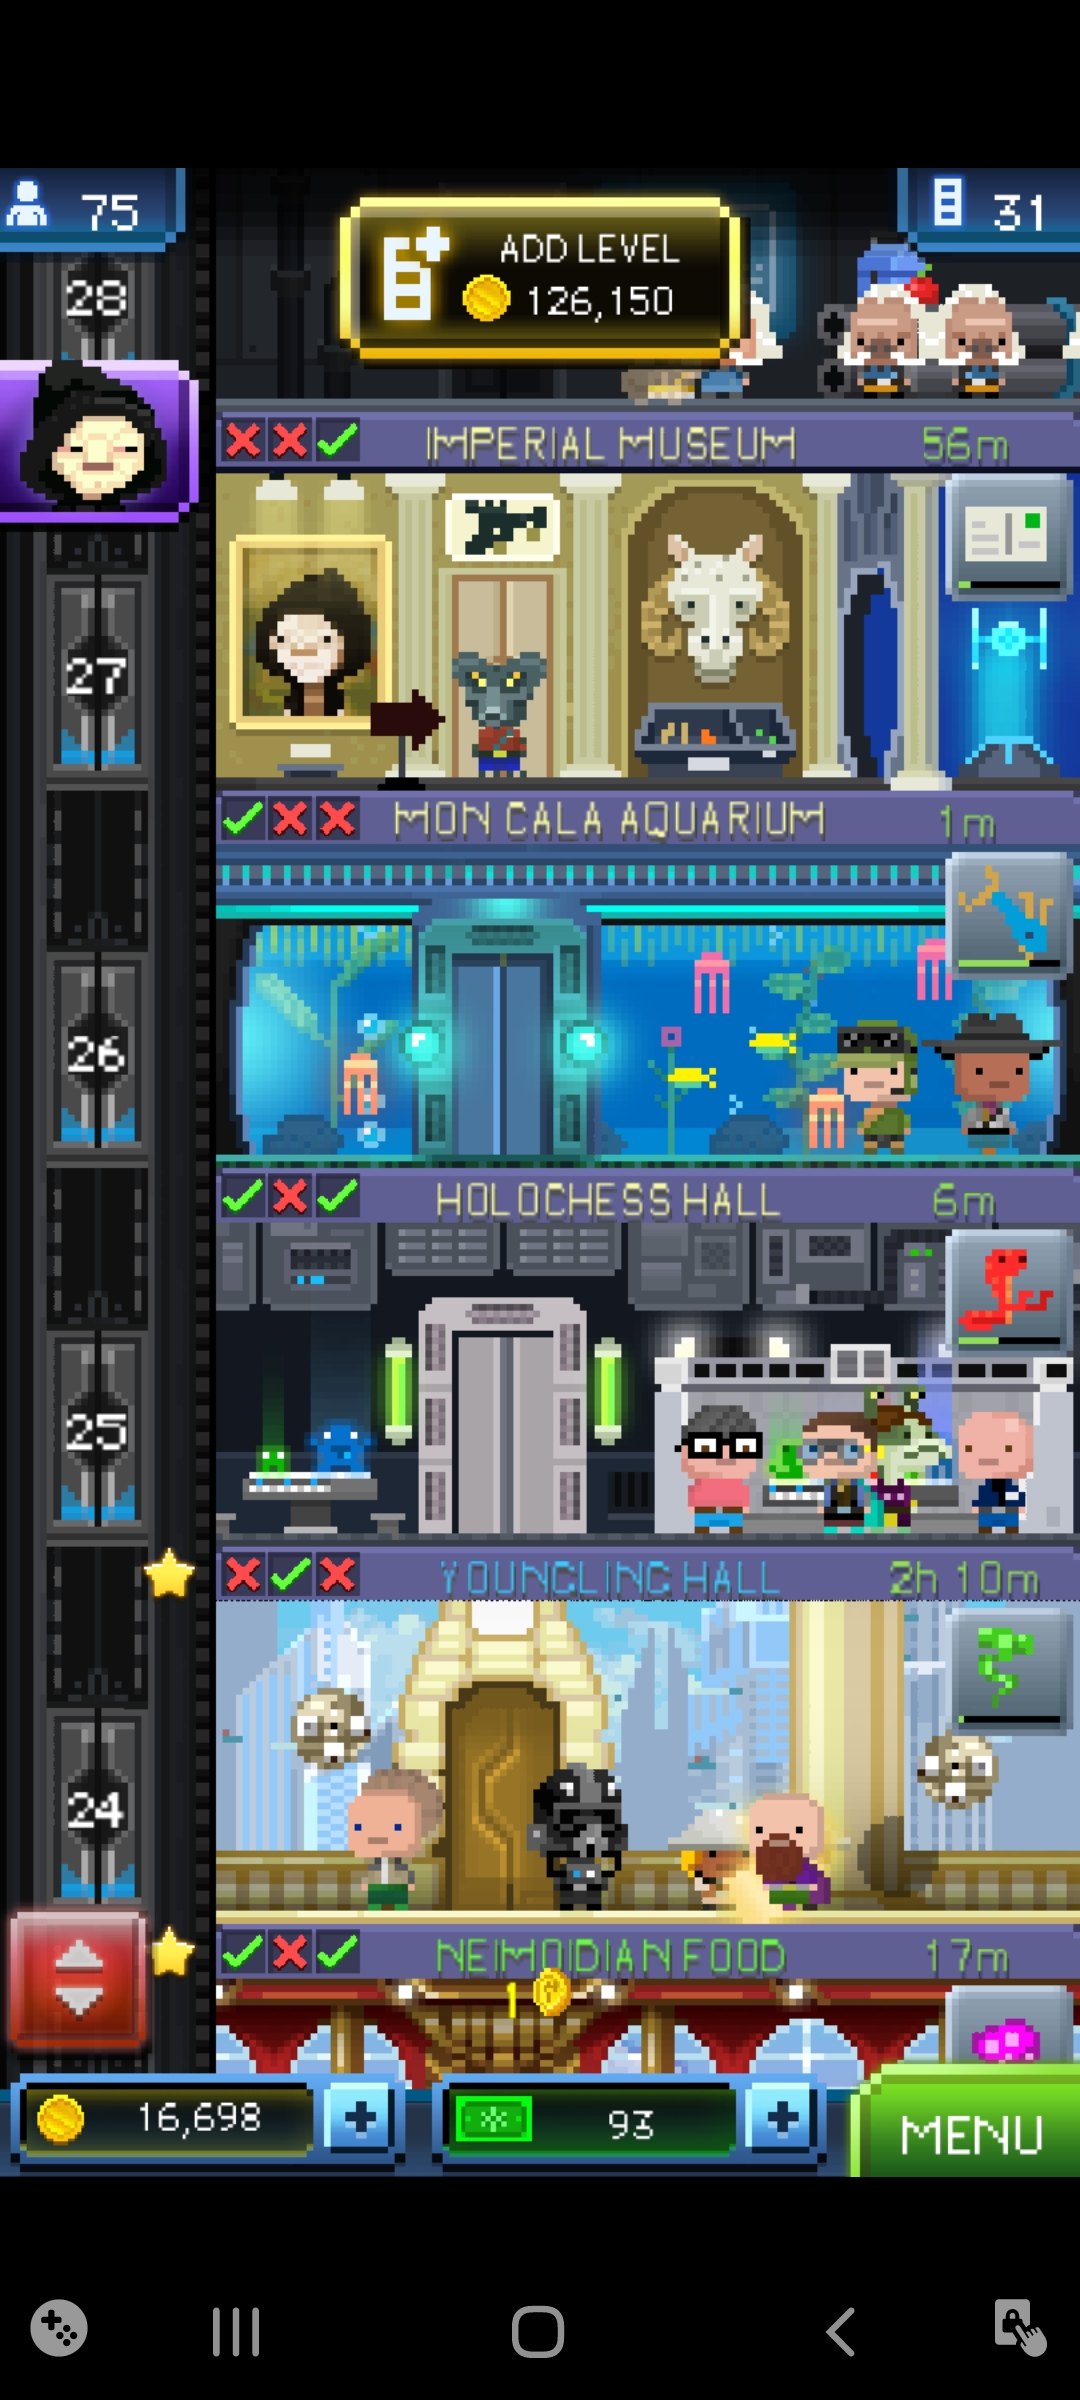 75
ADD LEVEL
126,150
31
28
IMPERIAL MUSEUM 56m
27
MON CALA AQUARIUM 1m
26
HOLOCHESS HALL 6m
25
YOUNGLING HALL 2h 10m
24
NEIMOIDIAN FOOD 17m
1
16,698
93
MENU